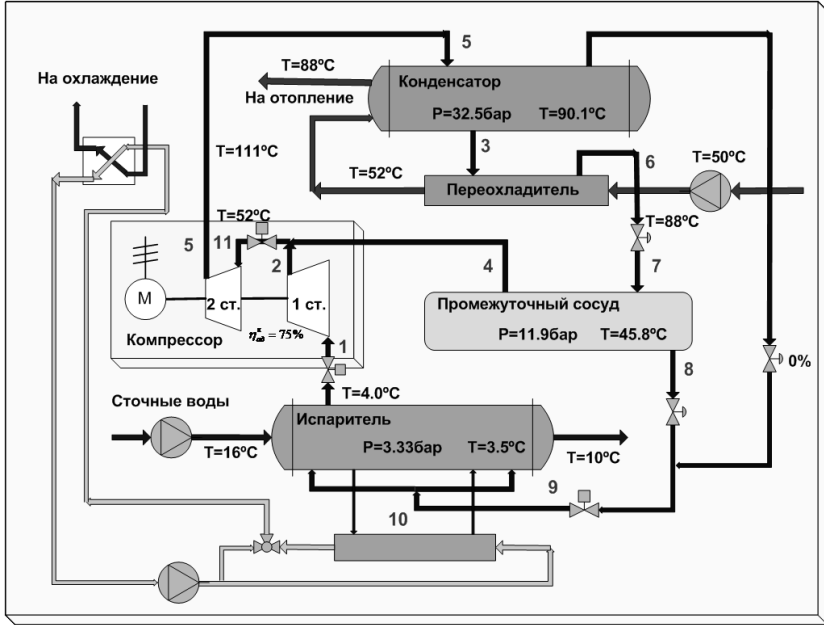 На охлаждение
T=88ºC
На отопление
5
Конденсатор
P=32.5бар T=90.1ºC
3
6
T=111ºC
T=52ºC
Переохладитель
T=50ºC
T=52ºC
T=88ºC
5
11
2
4
7
M
2 ст.
1 ст.
Компрессор
Промежуточный сосуд
P=11.9бар T=45.8ºC
1
8
0%
T=4.0ºC
Сточные воды
Испаритель
P=3.33бар T=3.5ºC
T=16ºC
T=10ºC
9
10